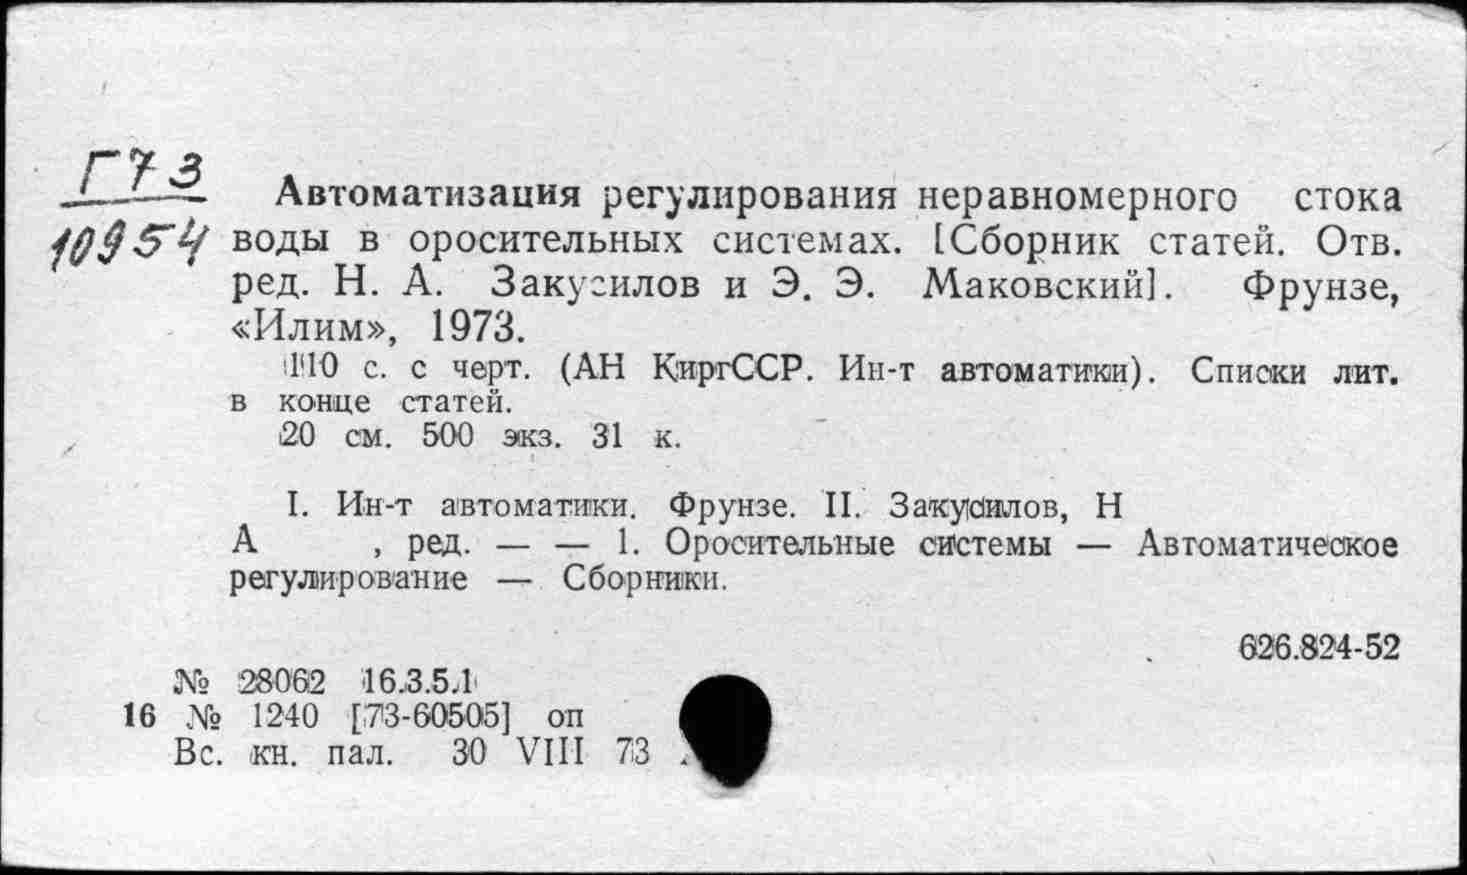 Г73
10954
Автоматизация регулирования неравномерного стока
воды в оросительных системах. [Сборник статей. Отв.
ред. Н. А. Закусилов и Э. Э. Маковский]. Фрунзе,
«Илим», 1973.
110 с. с черт. (АН КиргССР. Ин-т автоматики). Списки лит.
в конце статей.
20 см. 500 экз. 31 к.
I. Ин-т автоматики. Фрунзе. II. Закусилов, Н
А , ред. — — 1. Оросительные системы — Автоматическое
регулирование — Сборники.
626.824-52
№ 28062 16.3.5.1
16 № 1240 [73-60505] оп
Вс. кн. пал. 30 VIII 73